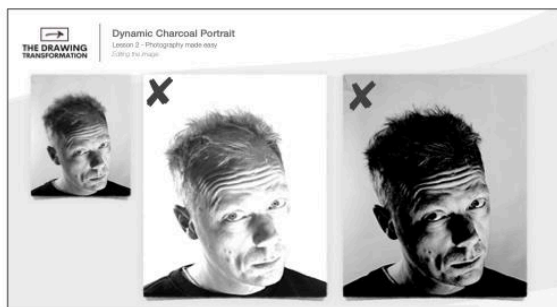 THE DRAWING
TRANSFORMATION
Dynamic Charcoal Portrait
Lesson 2 - Photography made easy
Editing the image